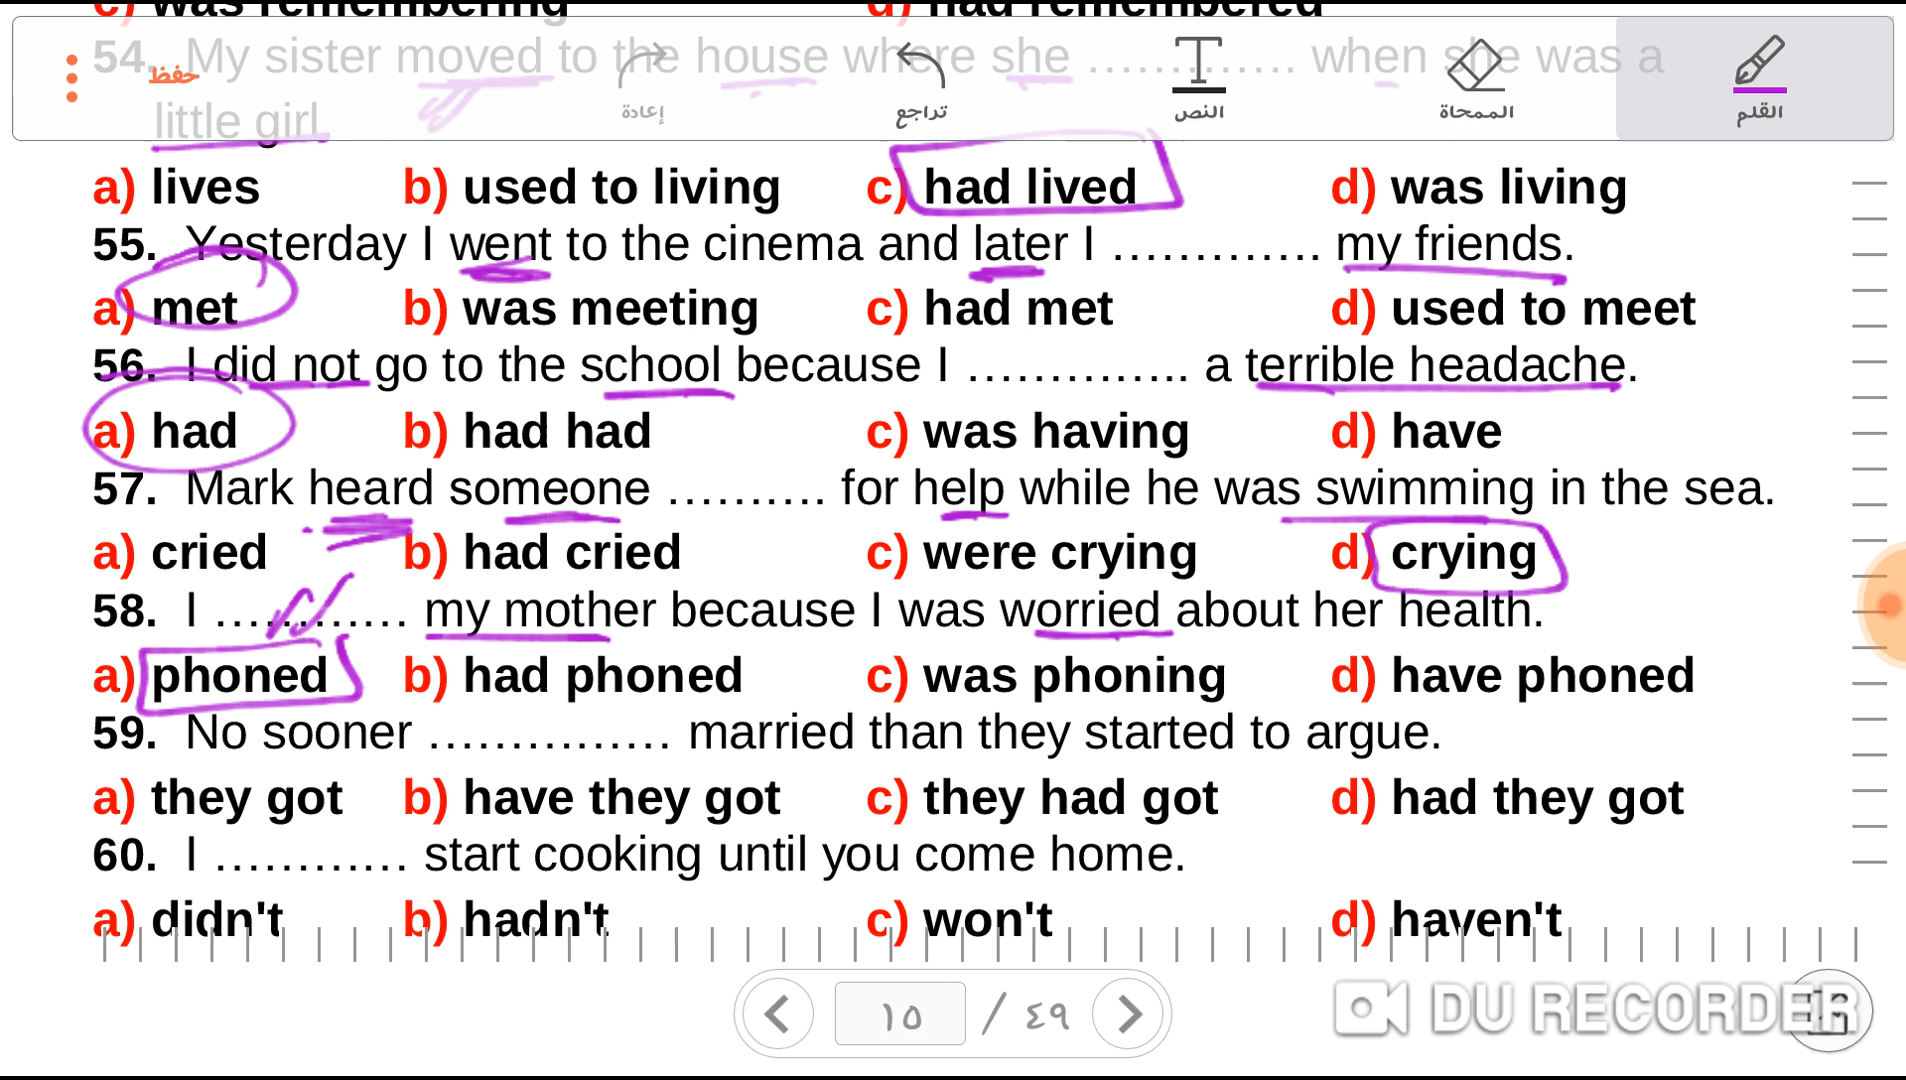 c) was remembering d) had remembered
54. My sister moved to the house where she ............. when she was a
little girl.
حفظ إعادة تراجع النص الممحاة القلم
a) lives b) used to living c) had lived d) was living
55. Yesterday I went to the cinema and later I ............. my friends.
a) met b) was meeting c) had met d) used to meet
56. I did not go to the school because I .............. a terrible headache.
a) had b) had had c) was having d) have
57. Mark heard someone .......... for help while he was swimming in the sea.
a) cried b) had cried c) were crying d) crying
58. I ............ my mother because I was worried about her health.
a) phoned b) had phoned c) was phoning d) have phoned
59. No sooner ............... married than they started to argue.
a) they got b) have they got c) they had got d) had they got
60. I ............ start cooking until you come home.
a) didn't b) hadn't c) won't d) haven't
١٥ / ٤٩
DU RECORDER